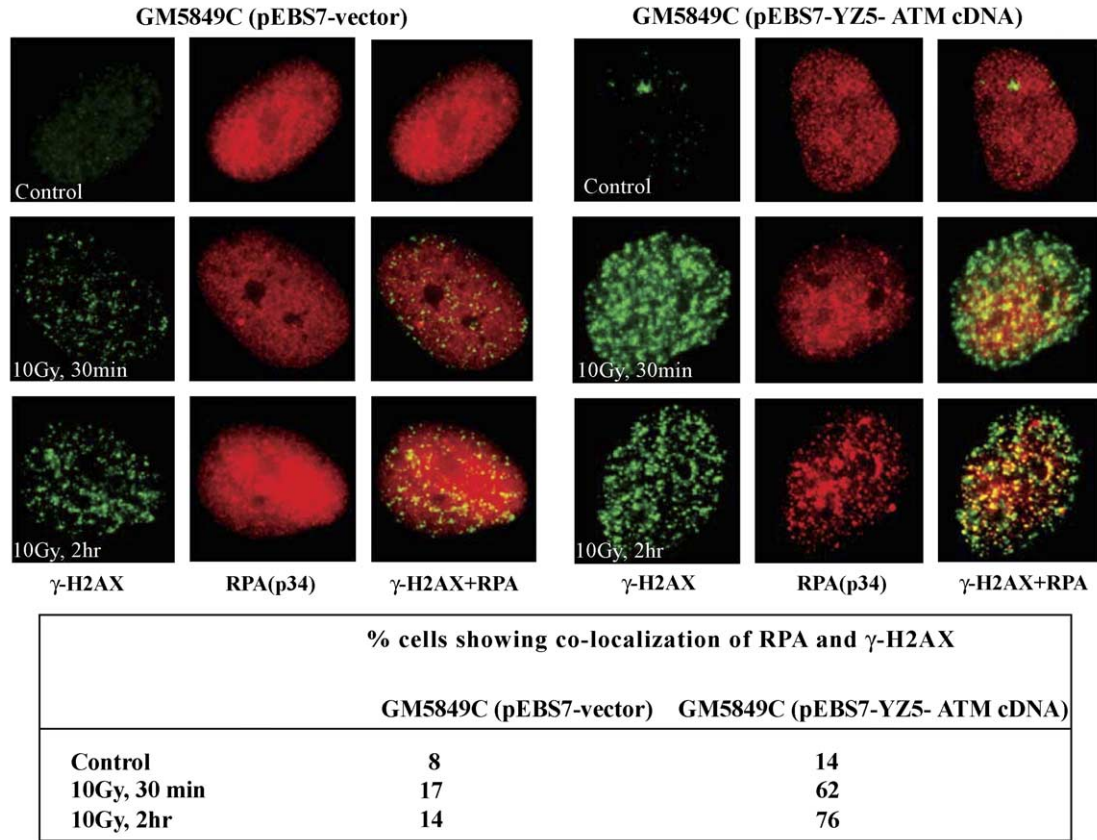 GM5849C (pEBS7-vector)
GM5849C (pEBS7-YZ5- ATM cDNA)
Control
Control
10Gy, 30min
10Gy, 30min
10Gy, 2hr
10Gy, 2hr
γ-H2AX
RPA(p34)
γ-H2AX+RPA
γ-H2AX
RPA(p34)
γ-H2AX+RPA
% cells showing co-localization of RPA and γ-H2AX
GM5849C (pEBS7-vector) GM5849C (pEBS7-YZ5- ATM cDNA)
Control 8 14
10Gy, 30 min 17 62
10Gy, 2hr 14 76